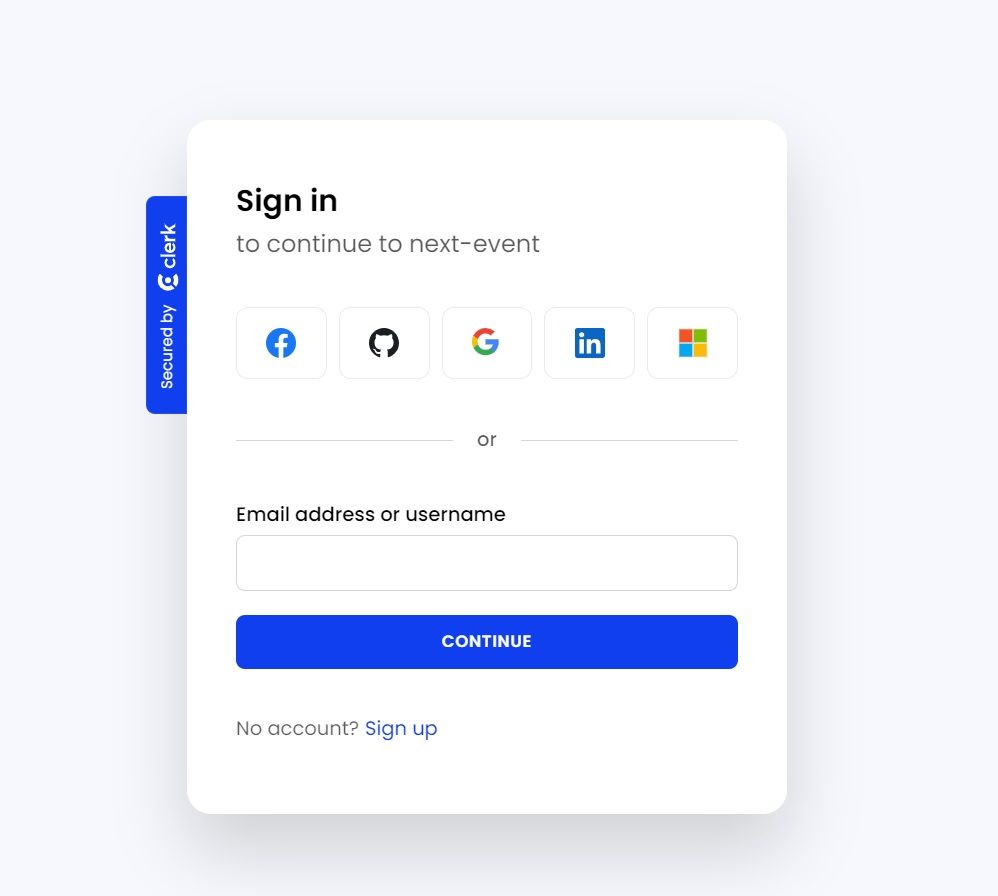 Sign in
to continue to next-event
Secured by clerk
or
Email address or username
CONTINUE
No account? Sign up